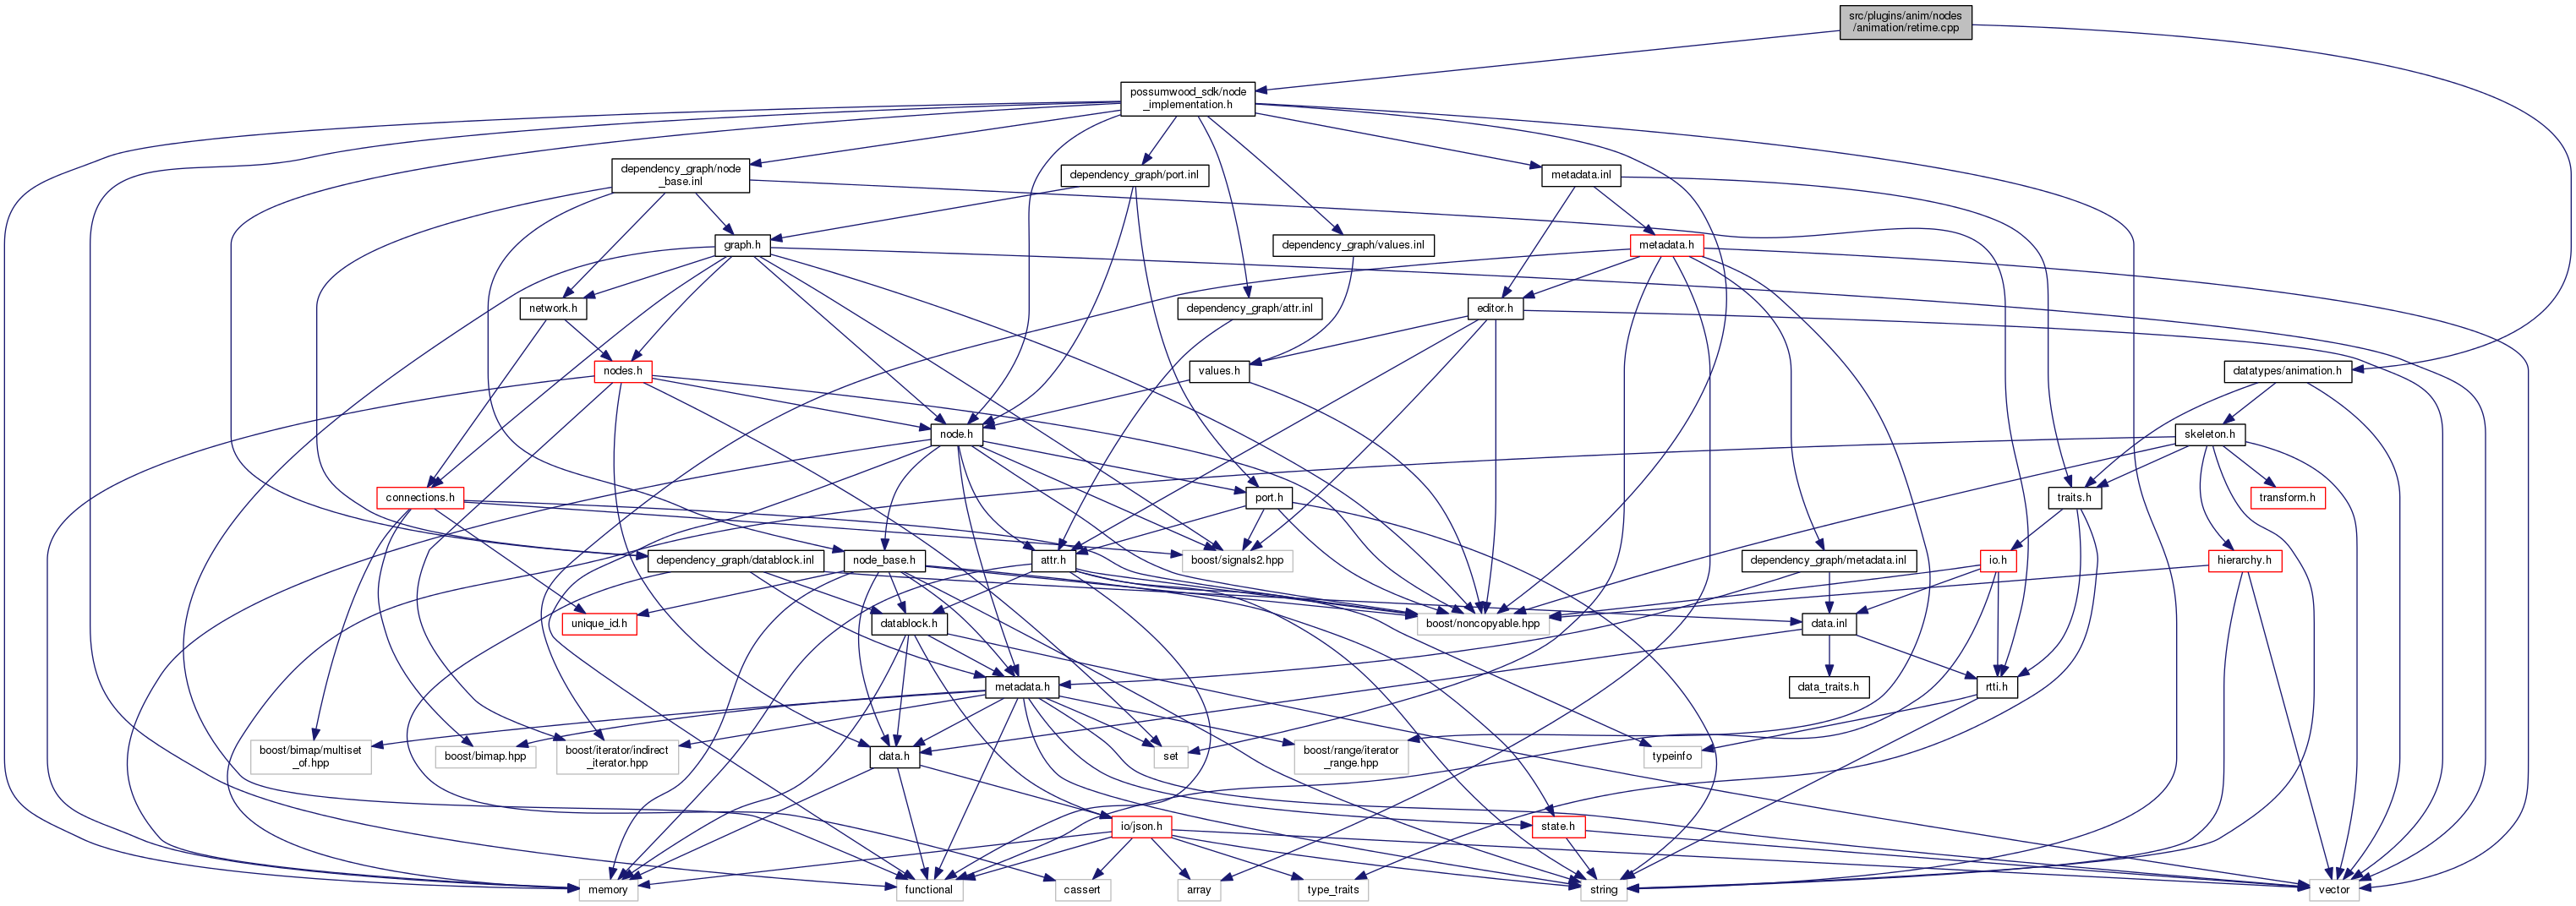 src/plugins/anim/nodes
/animation/retime.cpp
possumwood_sdk/node
_implementation.h
dependency_graph/node
_base.inl
dependency_graph/port.inl
metadata.inl
graph.h
dependency_graph/values.inl
metadata.h
network.h
dependency_graph/attr.inl
editor.h
nodes.h
values.h
datatypes/animation.h
node.h
skeleton.h
connections.h
port.h
traits.h
transform.h
dependency_graph/datablock.inl
node_base.h
attr.h
boost/signals2.hpp
dependency_graph/metadata.inl
io.h
hierarchy.h
unique_id.h
datablock.h
boost/noncopyable.hpp
data.inl
metadata.h
data_traits.h
rtti.h
boost/bimap/multiset
_of.hpp
boost/bimap.hpp
boost/iterator/indirect
_iterator.hpp
data.h
set
boost/range/iterator
_range.hpp
typeinfo
io/json.h
state.h
memory
functional
cassert
array
type_traits
string
vector